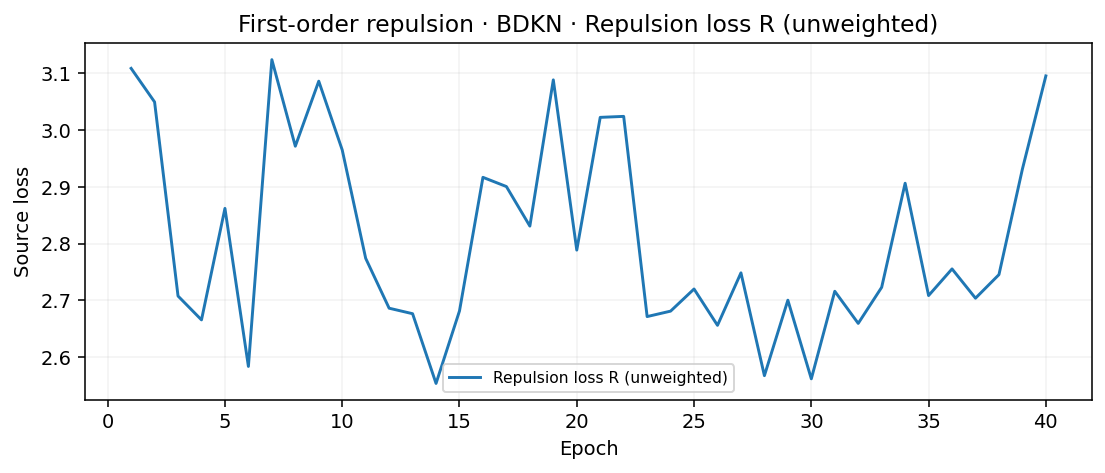 First-order repulsion · BDKN · Repulsion loss R (unweighted)
Source loss
3.1
3.0
2.9
2.8
2.7
2.6
Repulsion loss R (unweighted)
0 5 10 15 20 25 30 35 40
Epoch